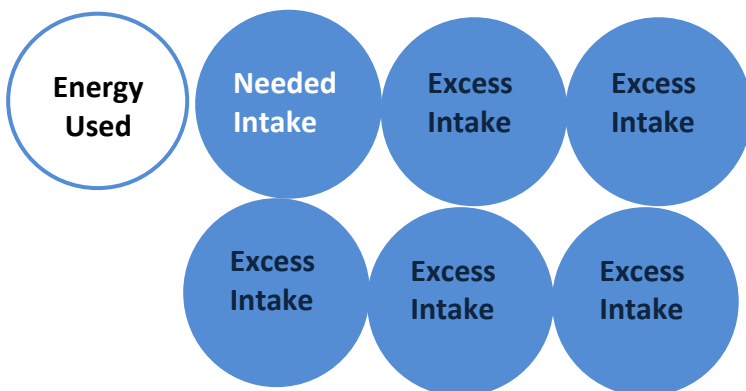 Energy
Used
Needed
Intake
Excess
Intake
Excess
Intake
Excess
Intake
Excess
Intake
Excess
Intake